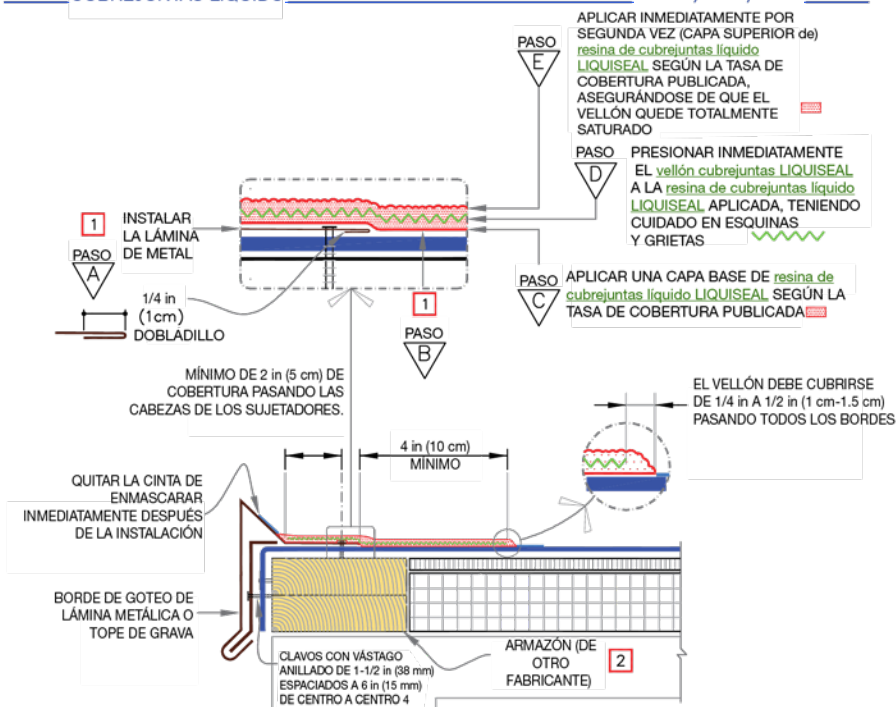 PASO
E
APLICAR INMEDIATAMENTE POR
SEGUNDA VEZ (CAPA SUPERIOR de)
resina de cubrejuntas líquido
LIQUISEAL SEGÚN LA TASA DE
COBERTURA PUBLICADA,
ASEGURÁNDOSE DE QUE EL
VELLÓN QUEDE TOTALMENTE
SATURADO
PASO
D
PRESIONAR INMEDIATAMENTE
EL vellón cubrejuntas LIQUISEAL
A LA resina de cubrejuntas líquido
LIQUISEAL APLICADA, TENIENDO
CUIDADO EN ESQUINAS
Y GRIETAS
1
INSTALAR
LA LÁMINA
DE METAL
PASO
A
1/4 in
(1cm)
DOBLADILLO
PASO
C
APLICAR UNA CAPA BASE DE resina de
cubrejuntas líquido LIQUISEAL SEGÚN LA
TASA DE COBERTURA PUBLICADA
1
PASO
B
MÍNIMO DE 2 in (5 cm) DE
COBERTURA PASANDO LAS
CABEZAS DE LOS SUJETADORES.
EL VELLÓN DEBE CUBRIRSE
DE 1/4 in A 1/2 in (1 cm-1.5 cm)
PASANDO TODOS LOS BORDES
4 in (10 cm)
MÍNIMO
QUITAR LA CINTA DE
ENMASCARAR
INMEDIATAMENTE DESPUÉS
DE LA INSTALACIÓN
BORDE DE GOTEO DE
LÁMINA METÁLICA O
TOPE DE GRAVA
CLAVOS CON VÁSTAGO
ANILLADO DE 1-1/2 in (38 mm)
ESPACIADOS A 6 in (15 mm)
DE CENTRO A CENTRO 4
ARMAZÓN (DE
OTRO
FABRICANTE)
2